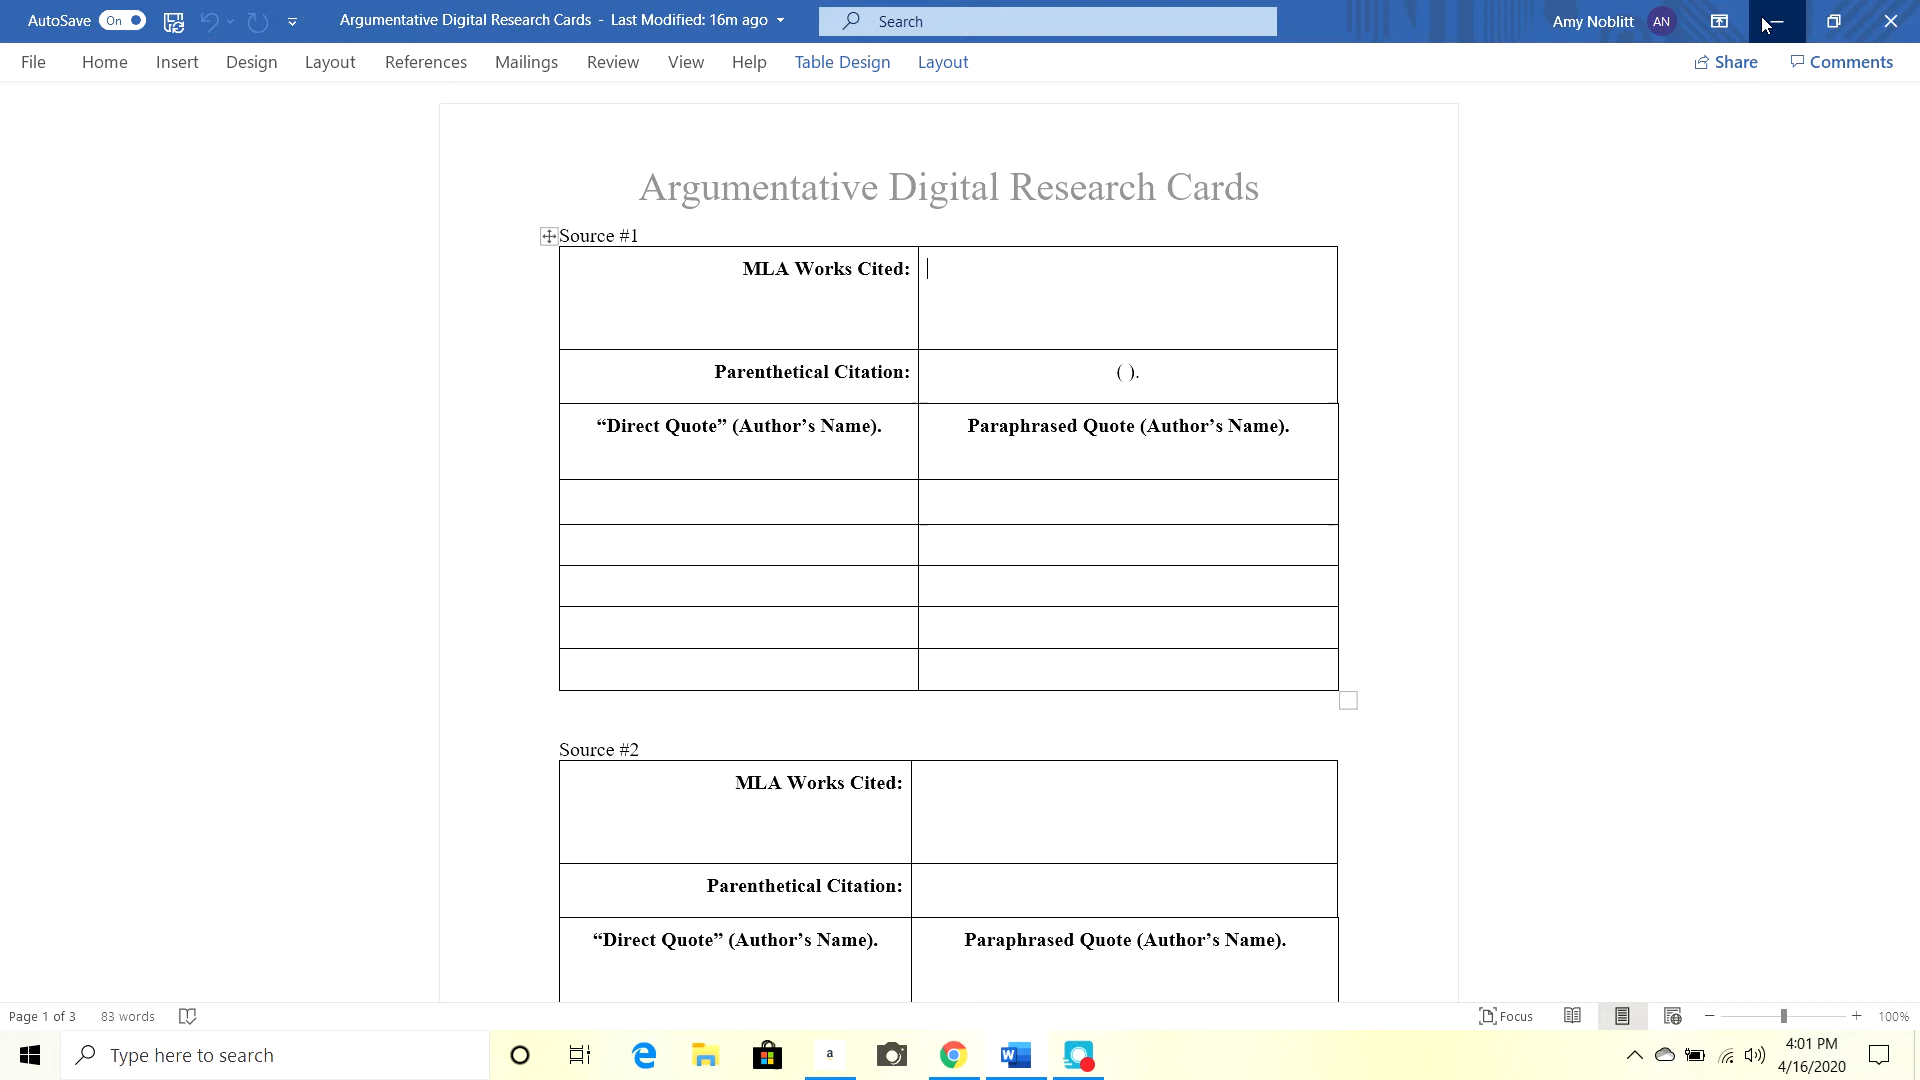 AutoSave On Argumentative Digital Research Cards - Last Modified: 16m ago Search Amy Noblitt AN
File Home Insert Design Layout References Mailings Review View Help Table Design Layout Share Comments
Argumentative Digital Research Cards
Source #1
MLA Works Cited:
Parenthetical Citation: ( ).
“Direct Quote” (Author’s Name). Paraphrased Quote (Author’s Name).
Source #2
MLA Works Cited:
Parenthetical Citation:
“Direct Quote” (Author’s Name). Paraphrased Quote (Author’s Name).
Page 1 of 3 83 words Focus 100%
Type here to search a W 4:01 PM
4/16/2020